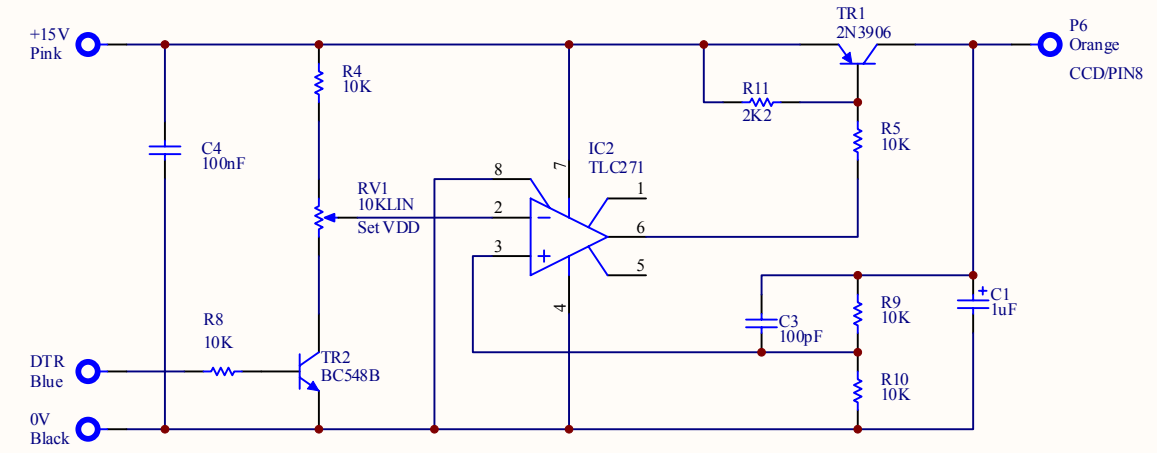 +15V
Pink
C4
100nF
R4
10K
RV1
10KLIN
Set VDD
R8
10K
DTR
Blue
TR2
BC548B
0V
Black
IC2
TLC271
8
7
2
3
4
1
6
5
TR1
2N3906
R11
2K2
R5
10K
P6
Orange
CCD/PIN8
C3
100pF
R9
10K
R10
10K
+
C1
1uF